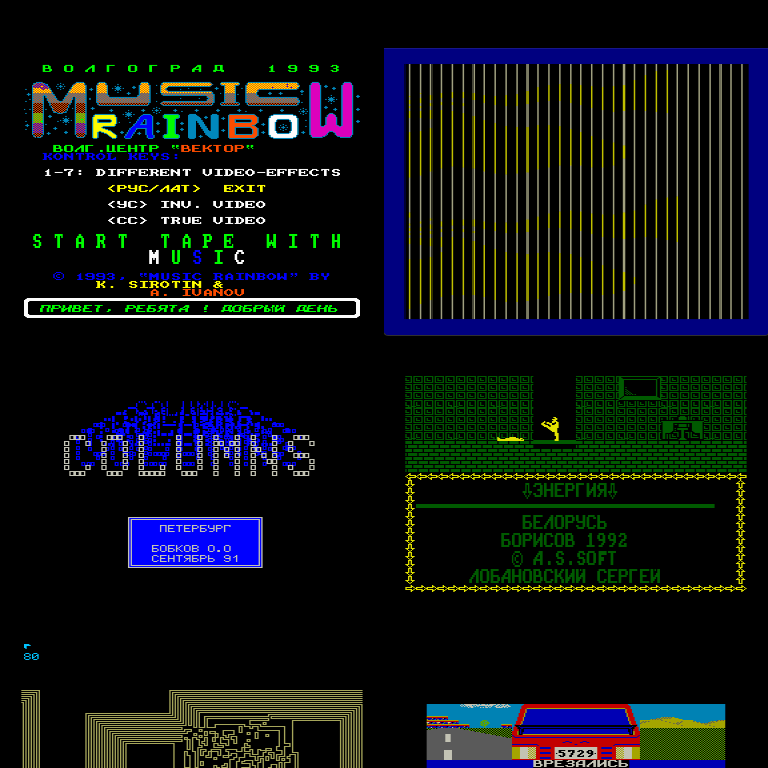 ВОЛГОГРАД 1993
MUSIC
RAINBOW
ВОЛГ.ЦЕНТР "ВЕКТОР"
KONTROL KEYS:
1-7: DIFFERENT VIDEO-EFFECTS
<РУС/ЛАТ> EXIT
<УС> INV. VIDEO
<СС> TRUE VIDEO
START TAPE WITH
MUSIC
© 1993, "MUSIC RAINBOW" BY
K. SIROTIN &
A. IVANOV
ПРИВЕТ, РЕБЯТА ! ДОБРЫЙ ДЕНЬ
COLUMNS
ПЕТЕРБУРГ
БОБКОВ О.О
СЕНТЯБРЬ 91
⇩ЭНЕРГИЯ⇩
БЕЛОРУСЬ
БОРИСОВ 1992
© A.S.SOFT
ЛОБАНОВСКИЙ СЕРГЕЙ
80
5729
ВРЕЗАЛИСЬ